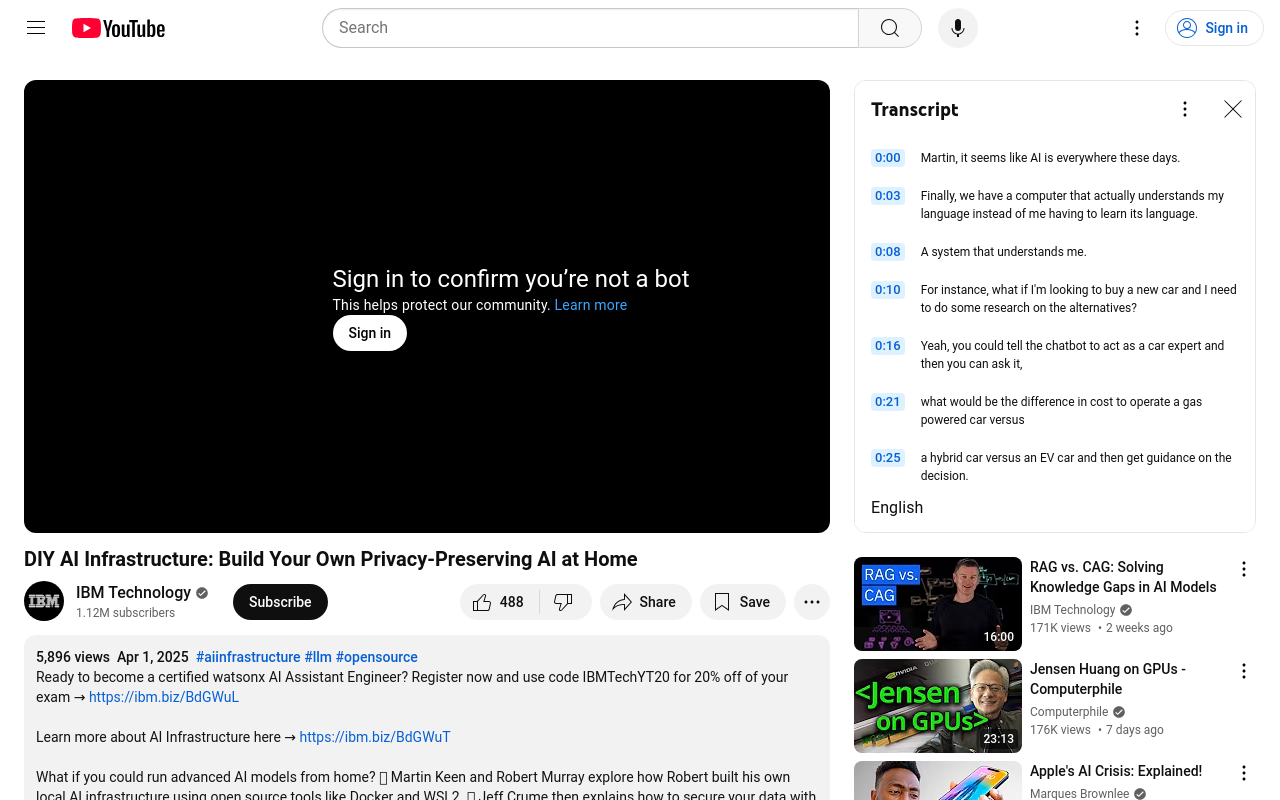 YouTube
Search
Sign in
Sign in to confirm you’re not a bot
This helps protect our community. Learn more
Sign in
Transcript
0:00 Martin, it seems like AI is everywhere these days.
0:03 Finally, we have a computer that actually understands my
language instead of me having to learn its language.
0:08 A system that understands me.
0:10 For instance, what if I'm looking to buy a new car and I need
to do some research on the alternatives?
0:16 Yeah, you could tell the chatbot to act as a car expert and
then you can ask it,
0:21 what would be the difference in cost to operate a gas
powered car versus
0:25 a hybrid car versus an EV car and then get guidance on the
decision.
English
DIY AI Infrastructure: Build Your Own Privacy-Preserving AI at Home
IBM
IBM Technology
1.12M subscribers
Subscribe
488
Share
Save
5,896 views Apr 1, 2025 #aiinfrastructure #llm #opensource
Ready to become a certified watsonx AI Assistant Engineer? Register now and use code IBMTechYT20 for 20% off of your
exam → https://ibm.biz/BdGWuL
Learn more about AI Infrastructure here → https://ibm.biz/BdGWuT
What if you could run advanced AI models from home? Martin Keen and Robert Murray explore how Robert built his own
local AI infrastructure using open source tools like Docker and WSL2. Jeff Crume then explains how to secure your data with
RAG vs.
CAG
16:00
RAG vs. CAG: Solving
Knowledge Gaps in AI Models
IBM Technology
171K views • 2 weeks ago
NVIDIA
<Jensen
on GPUs>
23:13
Jensen Huang on GPUs -
Computerphile
Computerphile
176K views • 7 days ago
Apple's AI Crisis: Explained!
Marques Brownlee